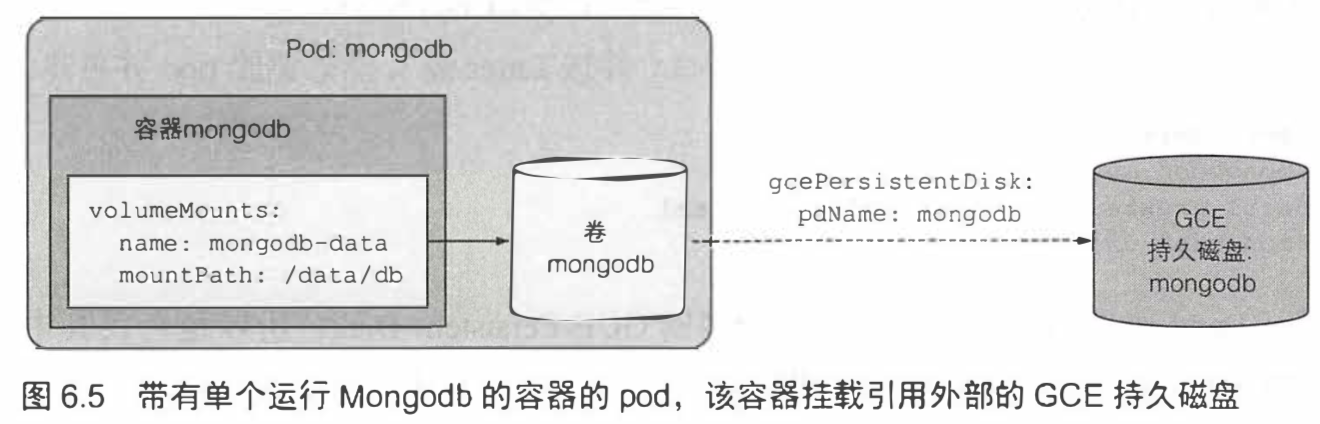 Pod: mongodb
容器mongodb
volumeMounts:
name: mongodb-data
mountPath: /data/db
卷
mongodb
gcePersistentDisk:
pdName: mongodb
GCE
持久磁盘:
mongodb
图 6.5 带有单个运行 Mongodb 的容器的 pod，该容器挂载引用外部的 GCE 持久磁盘